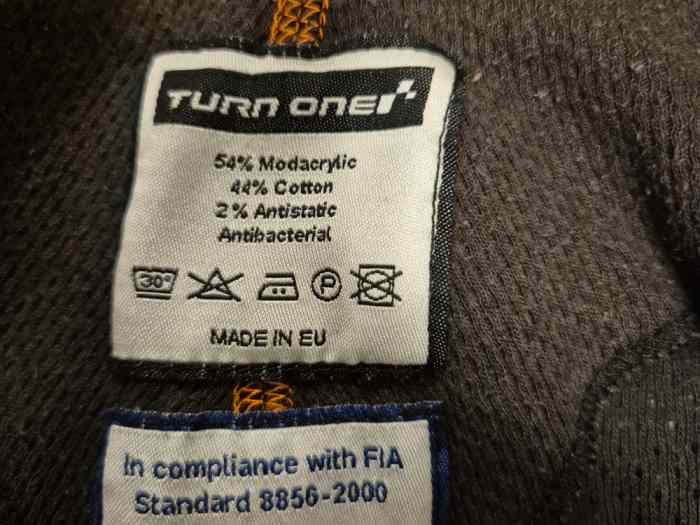 TURN ONE
54% Modacrylic
44% Cotton
2% Antistatic
Antibacterial
30° P
MADE IN EU
In compliance with FIA
Standard 8856-2000